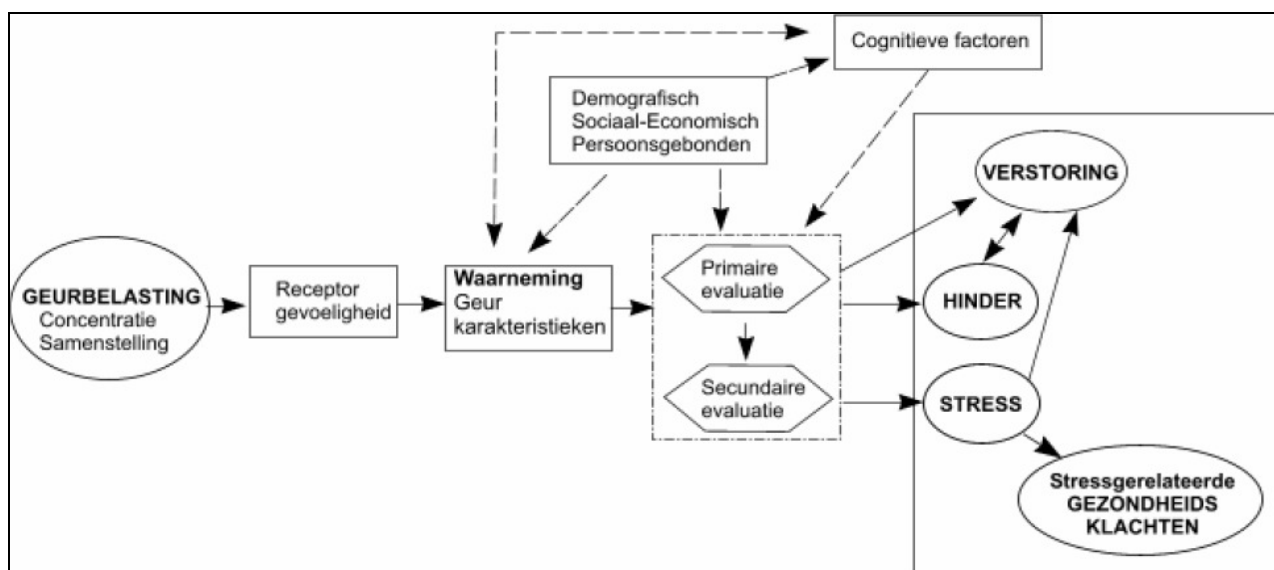 Cognitieve factoren
Demografisch
Sociaal-Economisch
Persoonsgebonden
VERSTORING
GEURBELASTING
Concentratie
Samenstelling
Receptor
gevoeligheid
Waarneming
Geur
karakteristieken
Primaire
evaluatie
HINDER
Secundaire
evaluatie
STRESS
Stressgerelateerde
GEZONDHEIDS
KLACHTEN